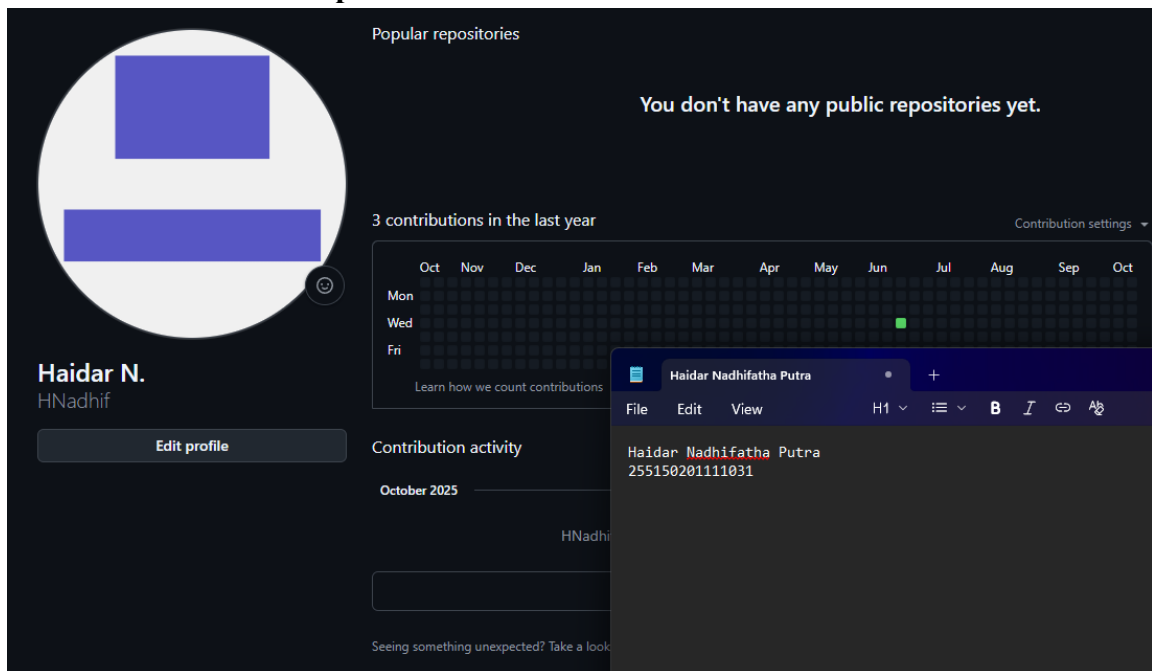 Popular repositories
You don't have any public repositories yet.
3 contributions in the last year
Contribution settings
Oct Nov Dec Jan Feb Mar Apr May Jun Jul Aug Sep Oct
Mon
Wed
Fri
Learn how we count contributions
Haidar N.
HNadhif
Edit profile
Contribution activity
October 2025
Seeing something unexpected? Take a look
Haidar Nadhifatha Putra
File Edit View H1 B I
Haidar Nadhifatha Putra
255150201111031